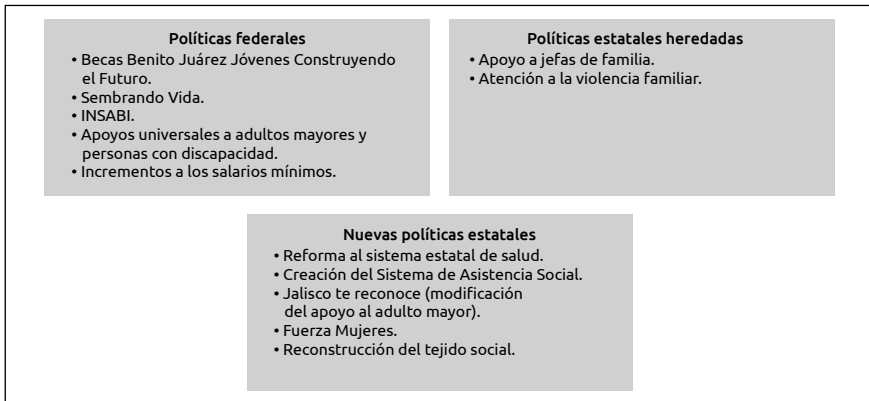 Políticas federales
• Becas Benito Juárez Jóvenes Construyendo
el Futuro.
• Sembrando Vida.
• INSABI.
• Apoyos universales a adultos mayores y
personas con discapacidad.
• Incrementos a los salarios mínimos.
Políticas estatales heredadas
• Apoyo a jefas de familia.
• Atención a la violencia familiar.
Nuevas políticas estatales
• Reforma al sistema estatal de salud.
• Creación del Sistema de Asistencia Social.
• Jalisco te reconoce (modificación
del apoyo al adulto mayor).
• Fuerza Mujeres.
• Reconstrucción del tejido social.